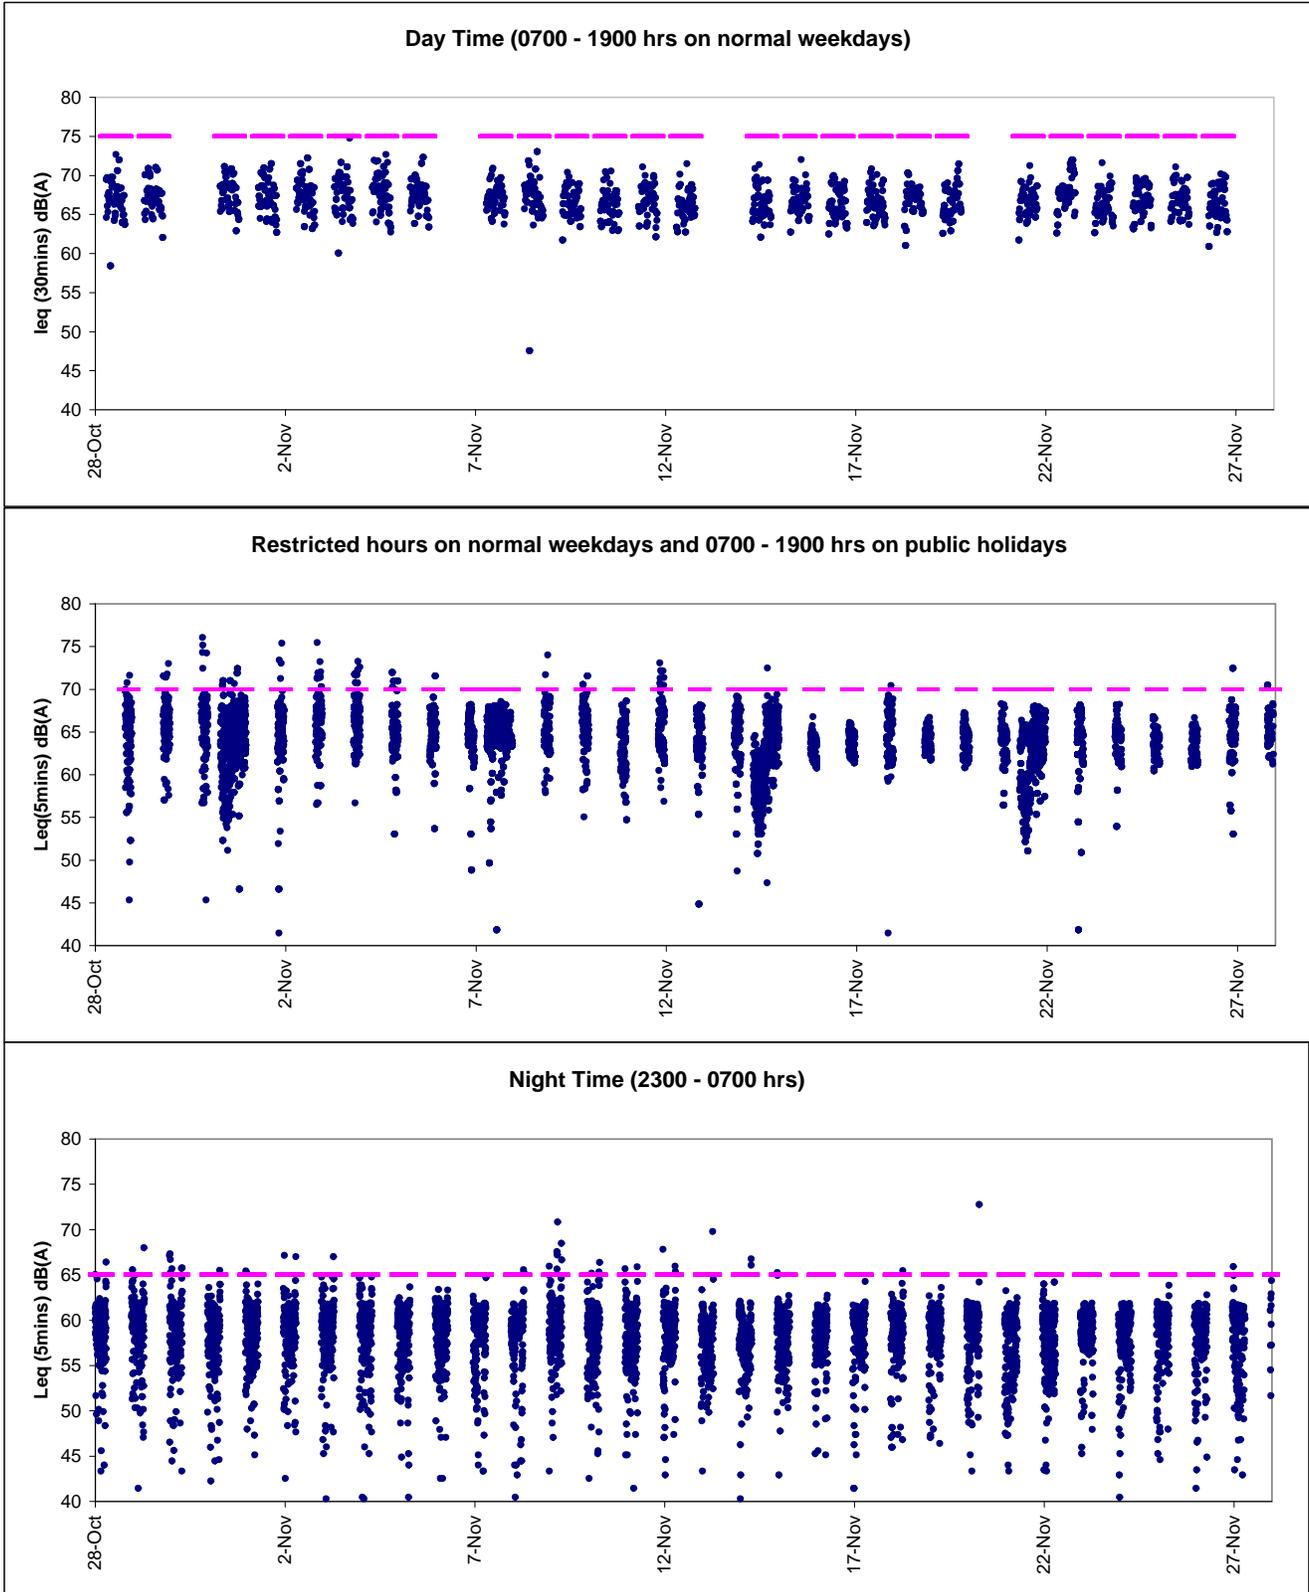 Day Time (0700 - 1900 hrs on normal weekdays)
leq (30mins) dB(A)
80
75
70
65
60
55
50
45
40
28-Oct
2-Nov
7-Nov
12-Nov
17-Nov
22-Nov
27-Nov
Restricted hours on normal weekdays and 0700 - 1900 hrs on public holidays
Leq(5mins) dB(A)
80
75
70
65
60
55
50
45
40
28-Oct
2-Nov
7-Nov
12-Nov
17-Nov
22-Nov
27-Nov
Night Time (2300 - 0700 hrs)
Leq (5mins) dB(A)
80
75
70
65
60
55
50
45
40
28-Oct
2-Nov
7-Nov
12-Nov
17-Nov
22-Nov
27-Nov